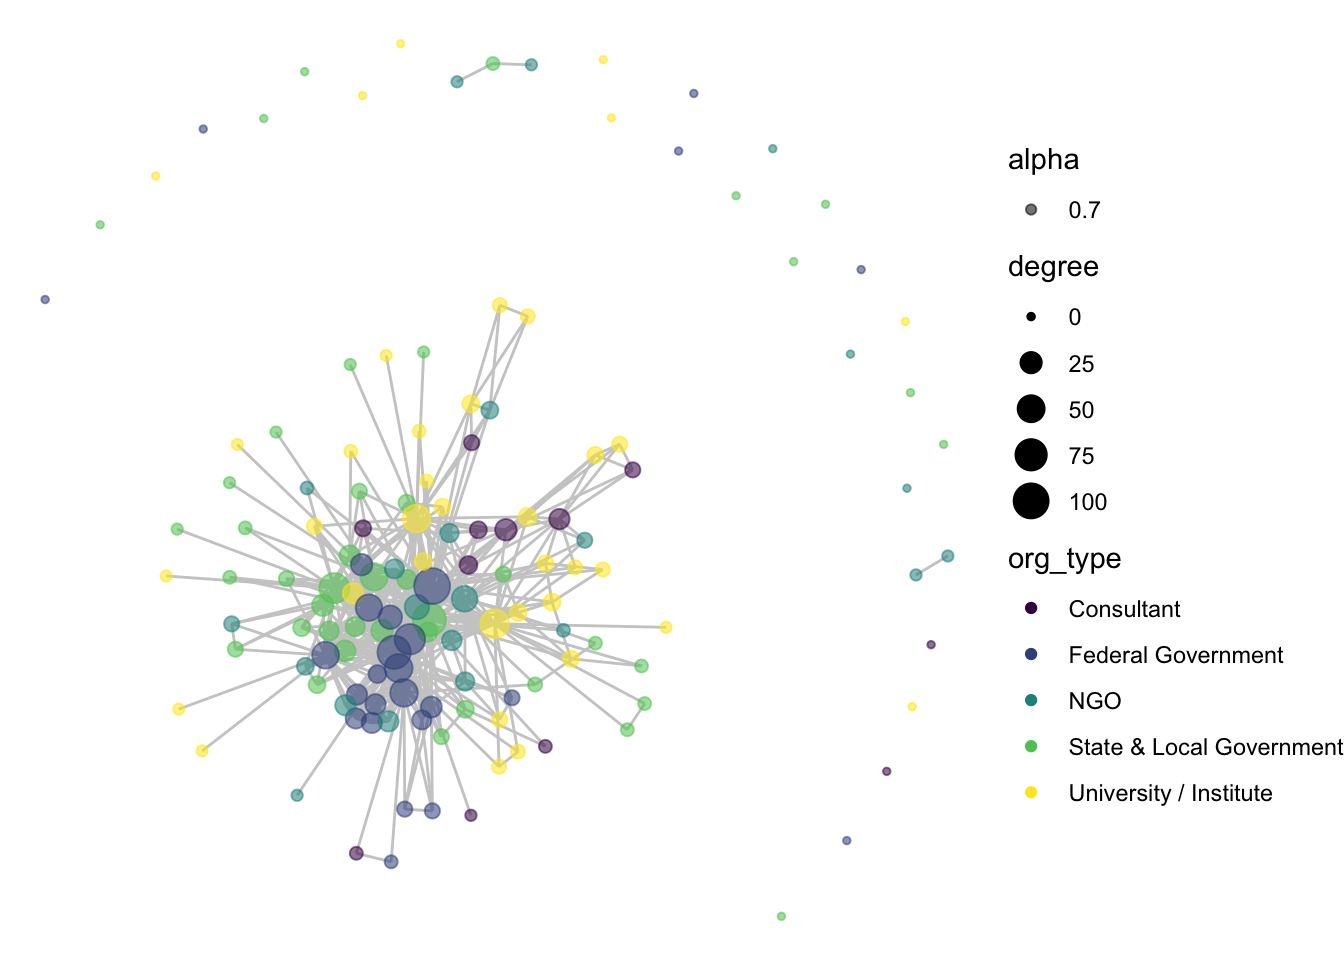 alpha
0.7
degree
0
25
50
75
100
org_type
Consultant
Federal Government
NGO
State & Local Government
University / Institute